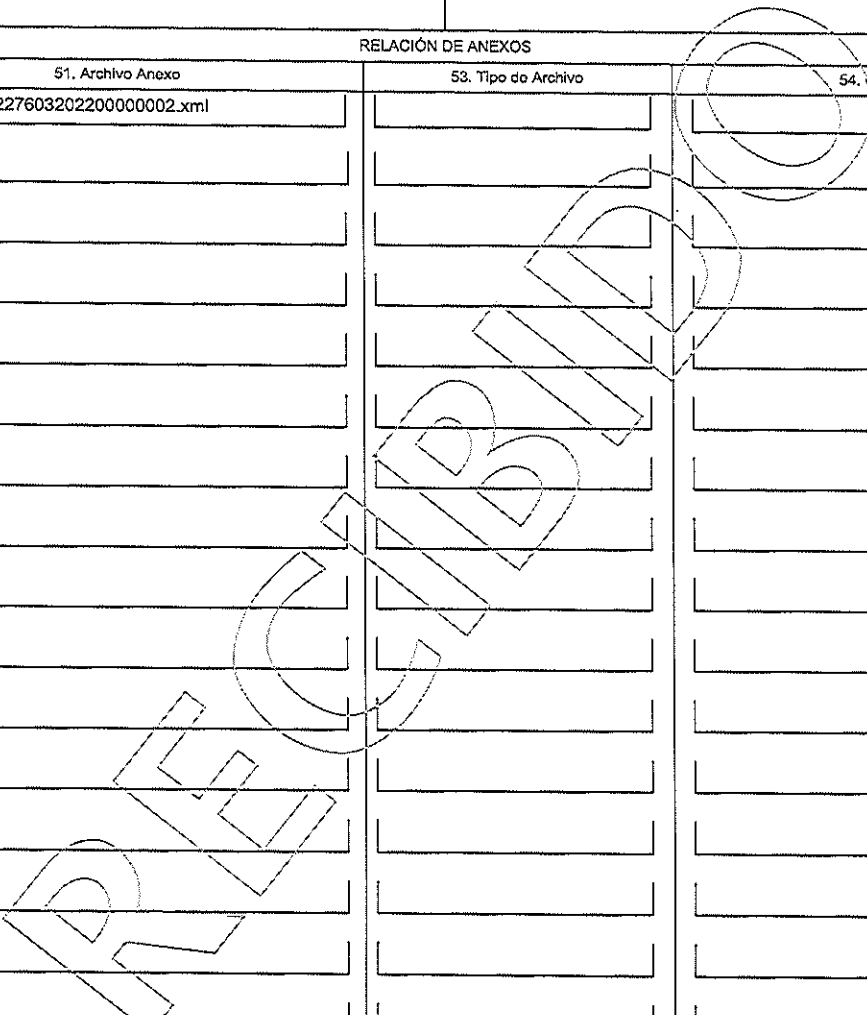 RELACIÓN DE ANEXOS
51. Archivo Anexo 53. Tipo de Archivo 54.
227603202200000002.xml
RECIBIDO